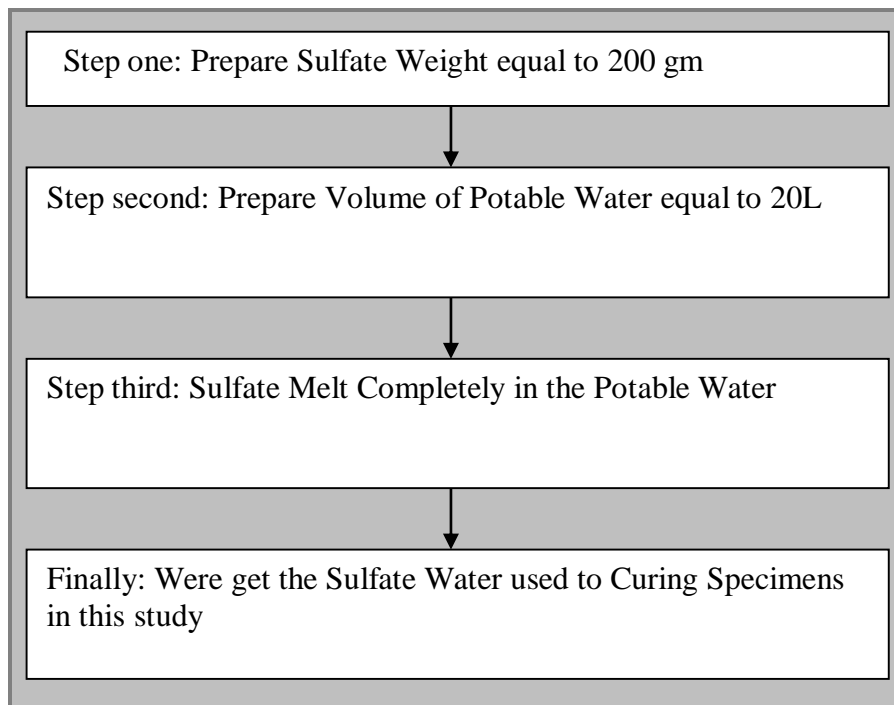 Step one: Prepare Sulfate Weight equal to 200 gm
Step second: Prepare Volume of Potable Water equal to 20L
Step third: Sulfate Melt Completely in the Potable Water
Finally: Were get the Sulfate Water used to Curing Specimens
in this study